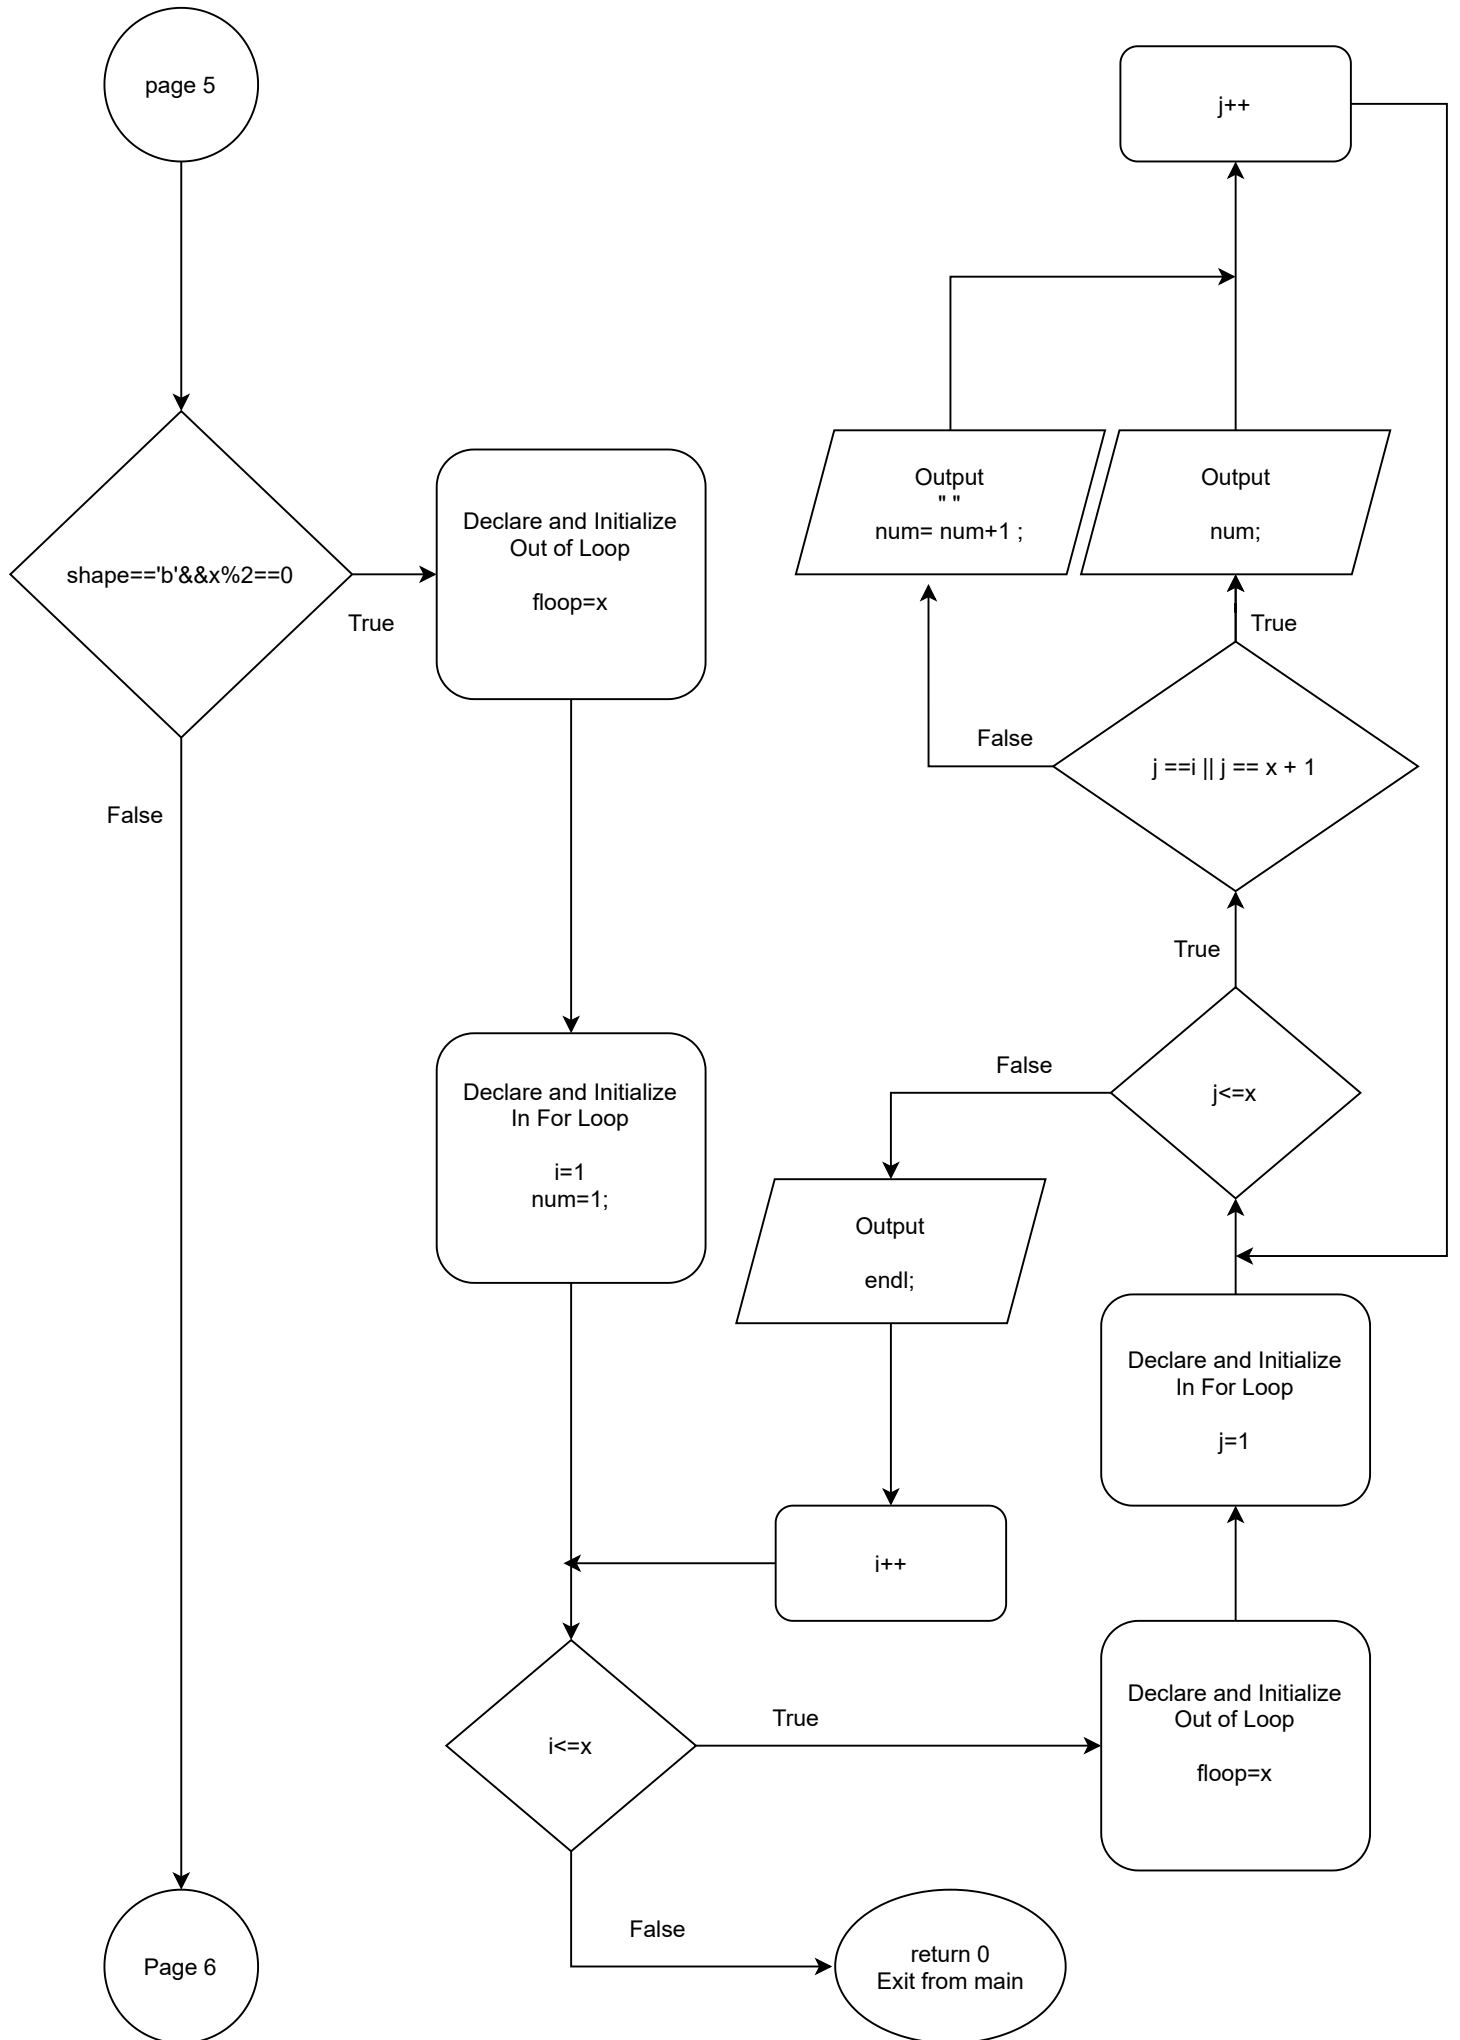 page 5
shape=='b'&&x%2==0
True
False
Page 6
Declare and Initialize
Out of Loop
floop=x
Declare and Initialize
In For Loop
i=1
num=1;
i<=x
True
False
return 0
Exit from main
Declare and Initialize
Out of Loop
floop=x
Declare and Initialize
In For Loop
j=1
j<=x
True
False
Output
endl;
i++
j ==i || j == x + 1
True
False
Output
num;
Output
" "
num= num+1 ;
j++